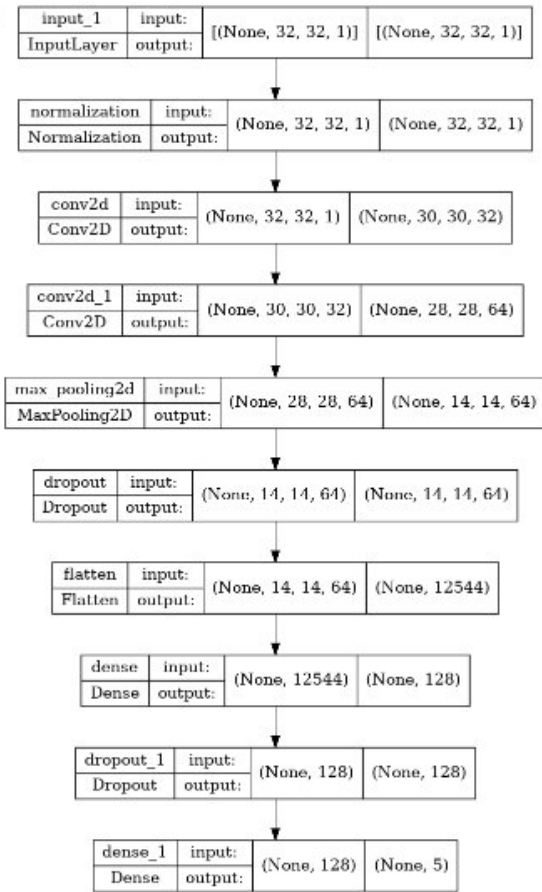 input_1 input: [(None, 32, 32, 1)] [(None, 32, 32, 1)]
InputLayer output:
normalization input: (None, 32, 32, 1) (None, 32, 32, 1)
Normalization output:
conv2d input: (None, 32, 32, 1) (None, 30, 30, 32)
Conv2D output:
conv2d_1 input: (None, 30, 30, 32) (None, 28, 28, 64)
Conv2D output:
max_pooling2d input: (None, 28, 28, 64) (None, 14, 14, 64)
MaxPooling2D output:
dropout input: (None, 14, 14, 64) (None, 14, 14, 64)
Dropout output:
flatten input: (None, 14, 14, 64) (None, 12544)
Flatten output:
dense input: (None, 12544) (None, 128)
Dense output:
dropout_1 input: (None, 128) (None, 128)
Dropout output:
dense_1 input: (None, 128) (None, 5)
Dense output: